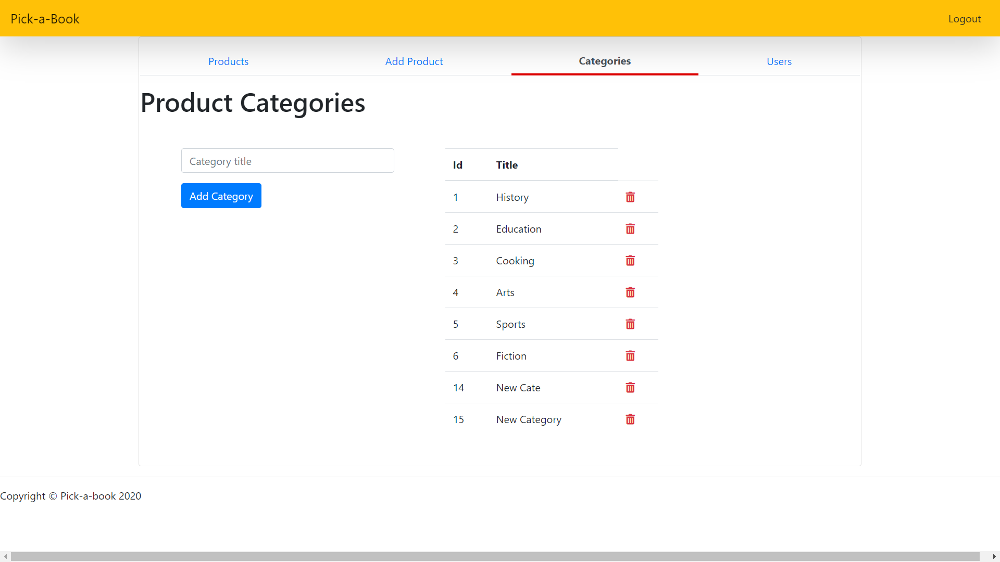 Pick-a-Book Logout
Products Add Product Categories Users
Product Categories
Category title
Add Category
Id Title
1 History
2 Education
3 Cooking
4 Arts
5 Sports
6 Fiction
14 New Cate
15 New Category
Copyright © Pick-a-book 2020